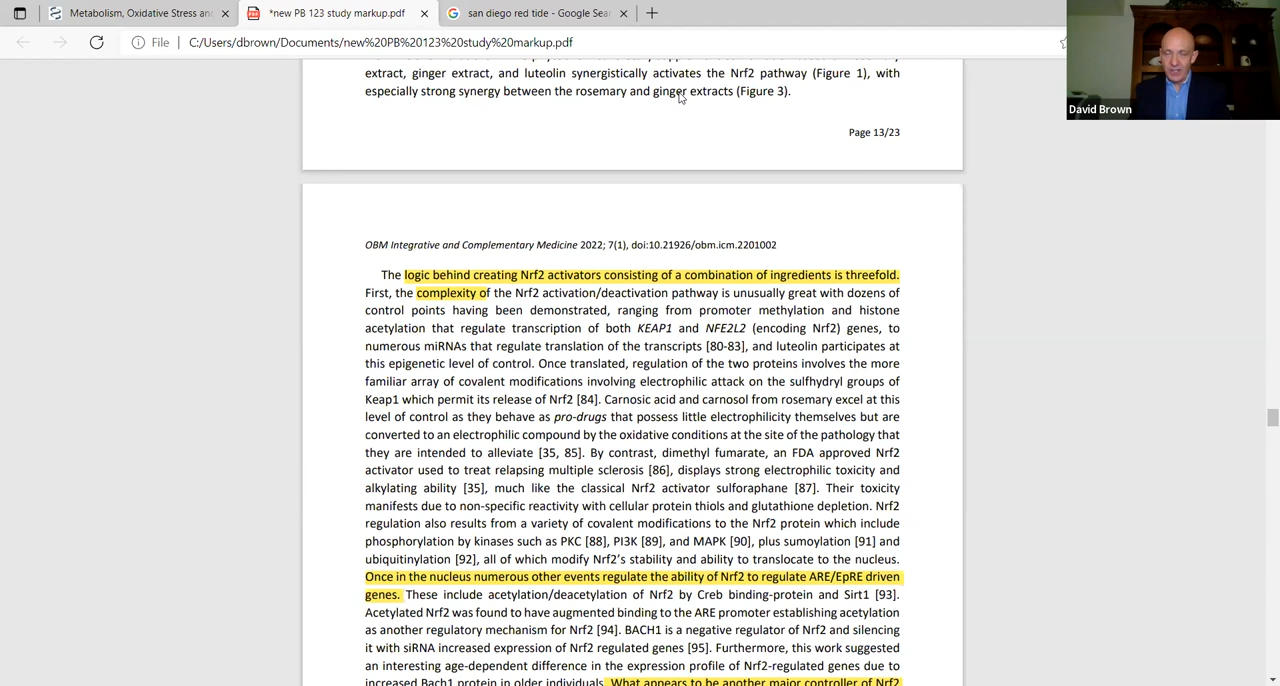 Metabolism, Oxidative Stress an
*new PB 123 study markup.pdf
san diego red tide - Google Sear
File
C:/Users/dbrown/Documents/new%20PB%20123%20study%20markup.pdf
David Brown
extract, ginger extract, and luteolin synergistically activates the Nrf2 pathway (Figure 1), with
especially strong synergy between the rosemary and ginger extracts (Figure 3).
Page 13/23
OBM Integrative and Complementary Medicine 2022; 7(1), doi:10.21926/obm.icm.2201002
The logic behind creating Nrf2 activators consisting of a combination of ingredients is threefold.
First, the complexity of the Nrf2 activation/deactivation pathway is unusually great with dozens of
control points having been demonstrated, ranging from promoter methylation and histone
acetylation that regulate transcription of both KEAP1 and NFE2L2 (encoding Nrf2) genes, to
numerous miRNAs that regulate translation of the transcripts [80-83], and luteolin participates at
this epigenetic level of control. Once translated, regulation of the two proteins involves the more
familiar array of covalent modifications involving electrophilic attack on the sulfhydryl groups of
Keap1 which permit its release of Nrf2 [84]. Carnosic acid and carnosol from rosemary excel at this
level of control as they behave as pro-drugs that possess little electrophilicity themselves but are
converted to an electrophilic compound by the oxidative conditions at the site of the pathology that
they are intended to alleviate [35, 85]. By contrast, dimethyl fumarate, an FDA approved Nrf2
activator used to treat relapsing multiple sclerosis [86], displays strong electrophilic toxicity and
alkylating ability [35], much like the classical Nrf2 activator sulforaphane [87]. Their toxicity
manifests due to non-specific reactivity with cellular protein thiols and glutathione depletion. Nrf2
regulation also results from a variety of covalent modifications to the Nrf2 protein which include
phosphorylation by kinases such as PKC [88], PI3K [89], and MAPK [90], plus sumoylation [91] and
ubiquitinylation [92], all of which modify Nrf2's stability and ability to translocate to the nucleus.
Once in the nucleus numerous other events regulate the ability of Nrf2 to regulate ARE/EpRE driven
genes. These include acetylation/deacetylation of Nrf2 by Creb binding-protein and Sirt1 [93].
Acetylated Nrf2 was found to have augmented binding to the ARE promoter establishing acetylation
as another regulatory mechanism for Nrf2 [94]. BACH1 is a negative regulator of Nrf2 and silencing
it with siRNA increased expression of Nrf2 regulated genes [95]. Furthermore, this work suggested
an interesting age-dependent difference in the expression profile of Nrf2-regulated genes due to
increased Bach1 protein in older individuals. What appears to be another major controller of Nrf2